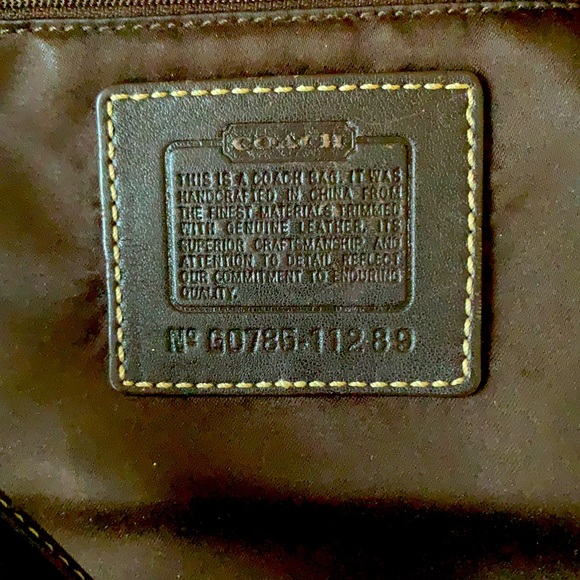 COACH
THIS IS A COACH BAG. IT WAS
HANDCRAFTED IN CHINA FROM
THE FINEST MATERIALS TRIMMED
WITH GENUINE LEATHER. ITS
SUPERIOR CRAFTSMANSHIP AND
ATTENTION TO DETAIL REFLECT
OUR COMMITMENT TO ENDURING
QUALITY.
Nº G0785-11289